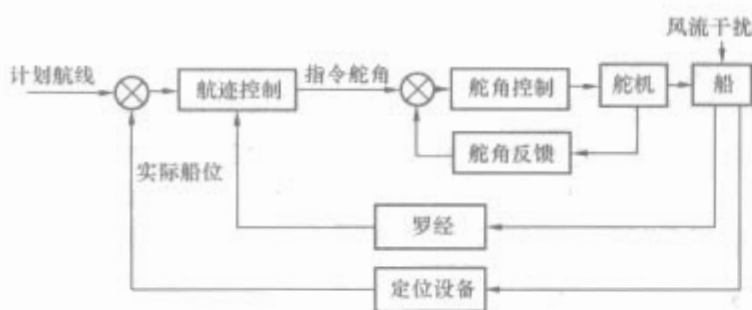 风流干扰
计划航线
航迹控制
指令舵角
舵角控制
舵机
船
舵角反馈
实际船位
罗经
定位设备